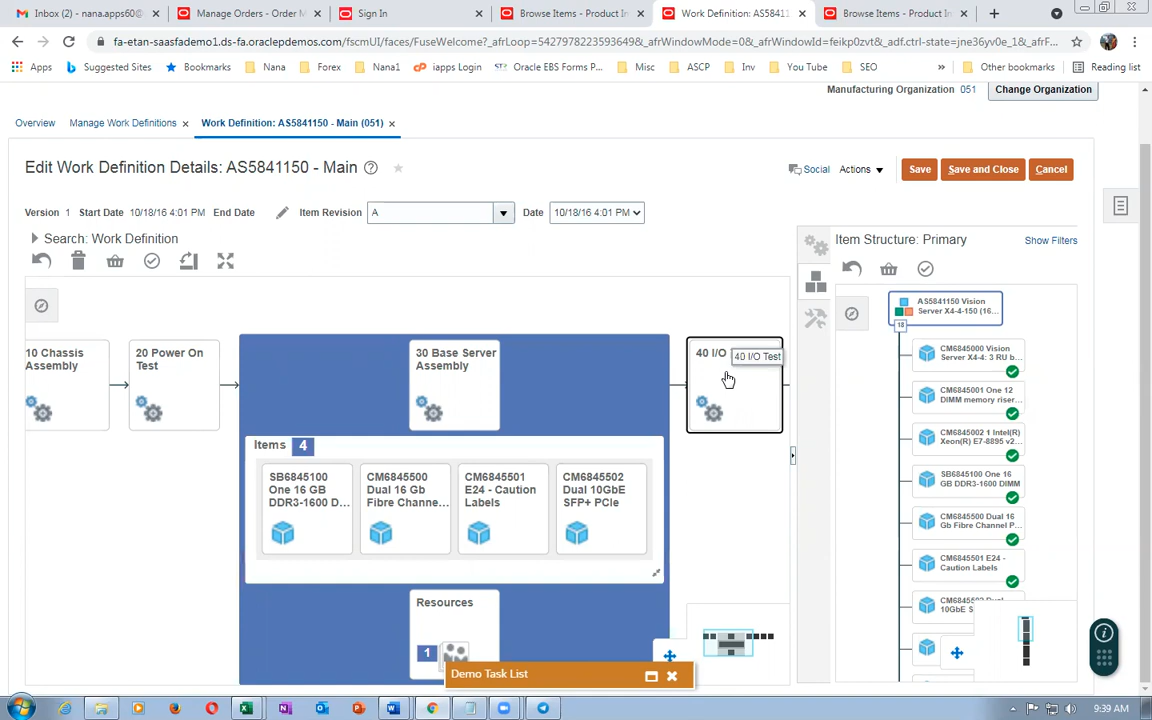 Inbox (2) - nana.apps60@
Manage Orders - Order M
Sign In
Browse Items - Product In
Work Definition: AS58411
Browse Items - Product In
fa-etan-saasfademo1.ds-fa.oraclepdemos.com/fscmUI/faces/FuseWelcome?_afrLoop=5427978223593649&_afrWindowMode=0&_afrWindowId=feikp0zvt&_adf.ctrl-state=jne36yv0e_1&_afrF...
Apps
Suggested Sites
Bookmarks
Nana
Forex
Nana1
iapps Login
Oracle EBS Forms P...
Misc
ASCP
Inv
You Tube
SEO
»
Other bookmarks
Reading list
Manufacturing Organization 051
Change Organization
Overview
Manage Work Definitions
Work Definition: AS5841150 - Main (051)
Edit Work Definition Details: AS5841150 - Main
Social
Actions
Save
Save and Close
Cancel
Version 1 Start Date 10/18/16 4:01 PM End Date
Item Revision A
Date 10/18/16 4:01 PM
Search: Work Definition
Item Structure: Primary
Show Filters
10 Chassis
Assembly
20 Power On
Test
30 Base Server
Assembly
40 I/O
40 I/O Test
Items 4
SB6845100
One 16 GB
DDR3-1600 D...
CM6845500
Dual 16 Gb
Fibre Channe...
CM6845501
E24 - Caution
Labels
CM6845502
Dual 10GbE
SFP+ PCIe
Resources
1
AS5841150 Vision
Server X4-4-150 (16...
18
CM6845000 Vision
Server X4-4: 3 RU b...
CM6845001 One 12
DIMM memory riser...
CM6845002 1 Intel(R)
Xeon(R) E7-8895 v2...
SB6845100 One 16
GB DDR3-1600 DIMM
CM6845500 Dual 16
Gb Fibre Channel P...
CM6845501 E24 -
Caution Labels
10GbE S
Demo Task List
9:39 AM